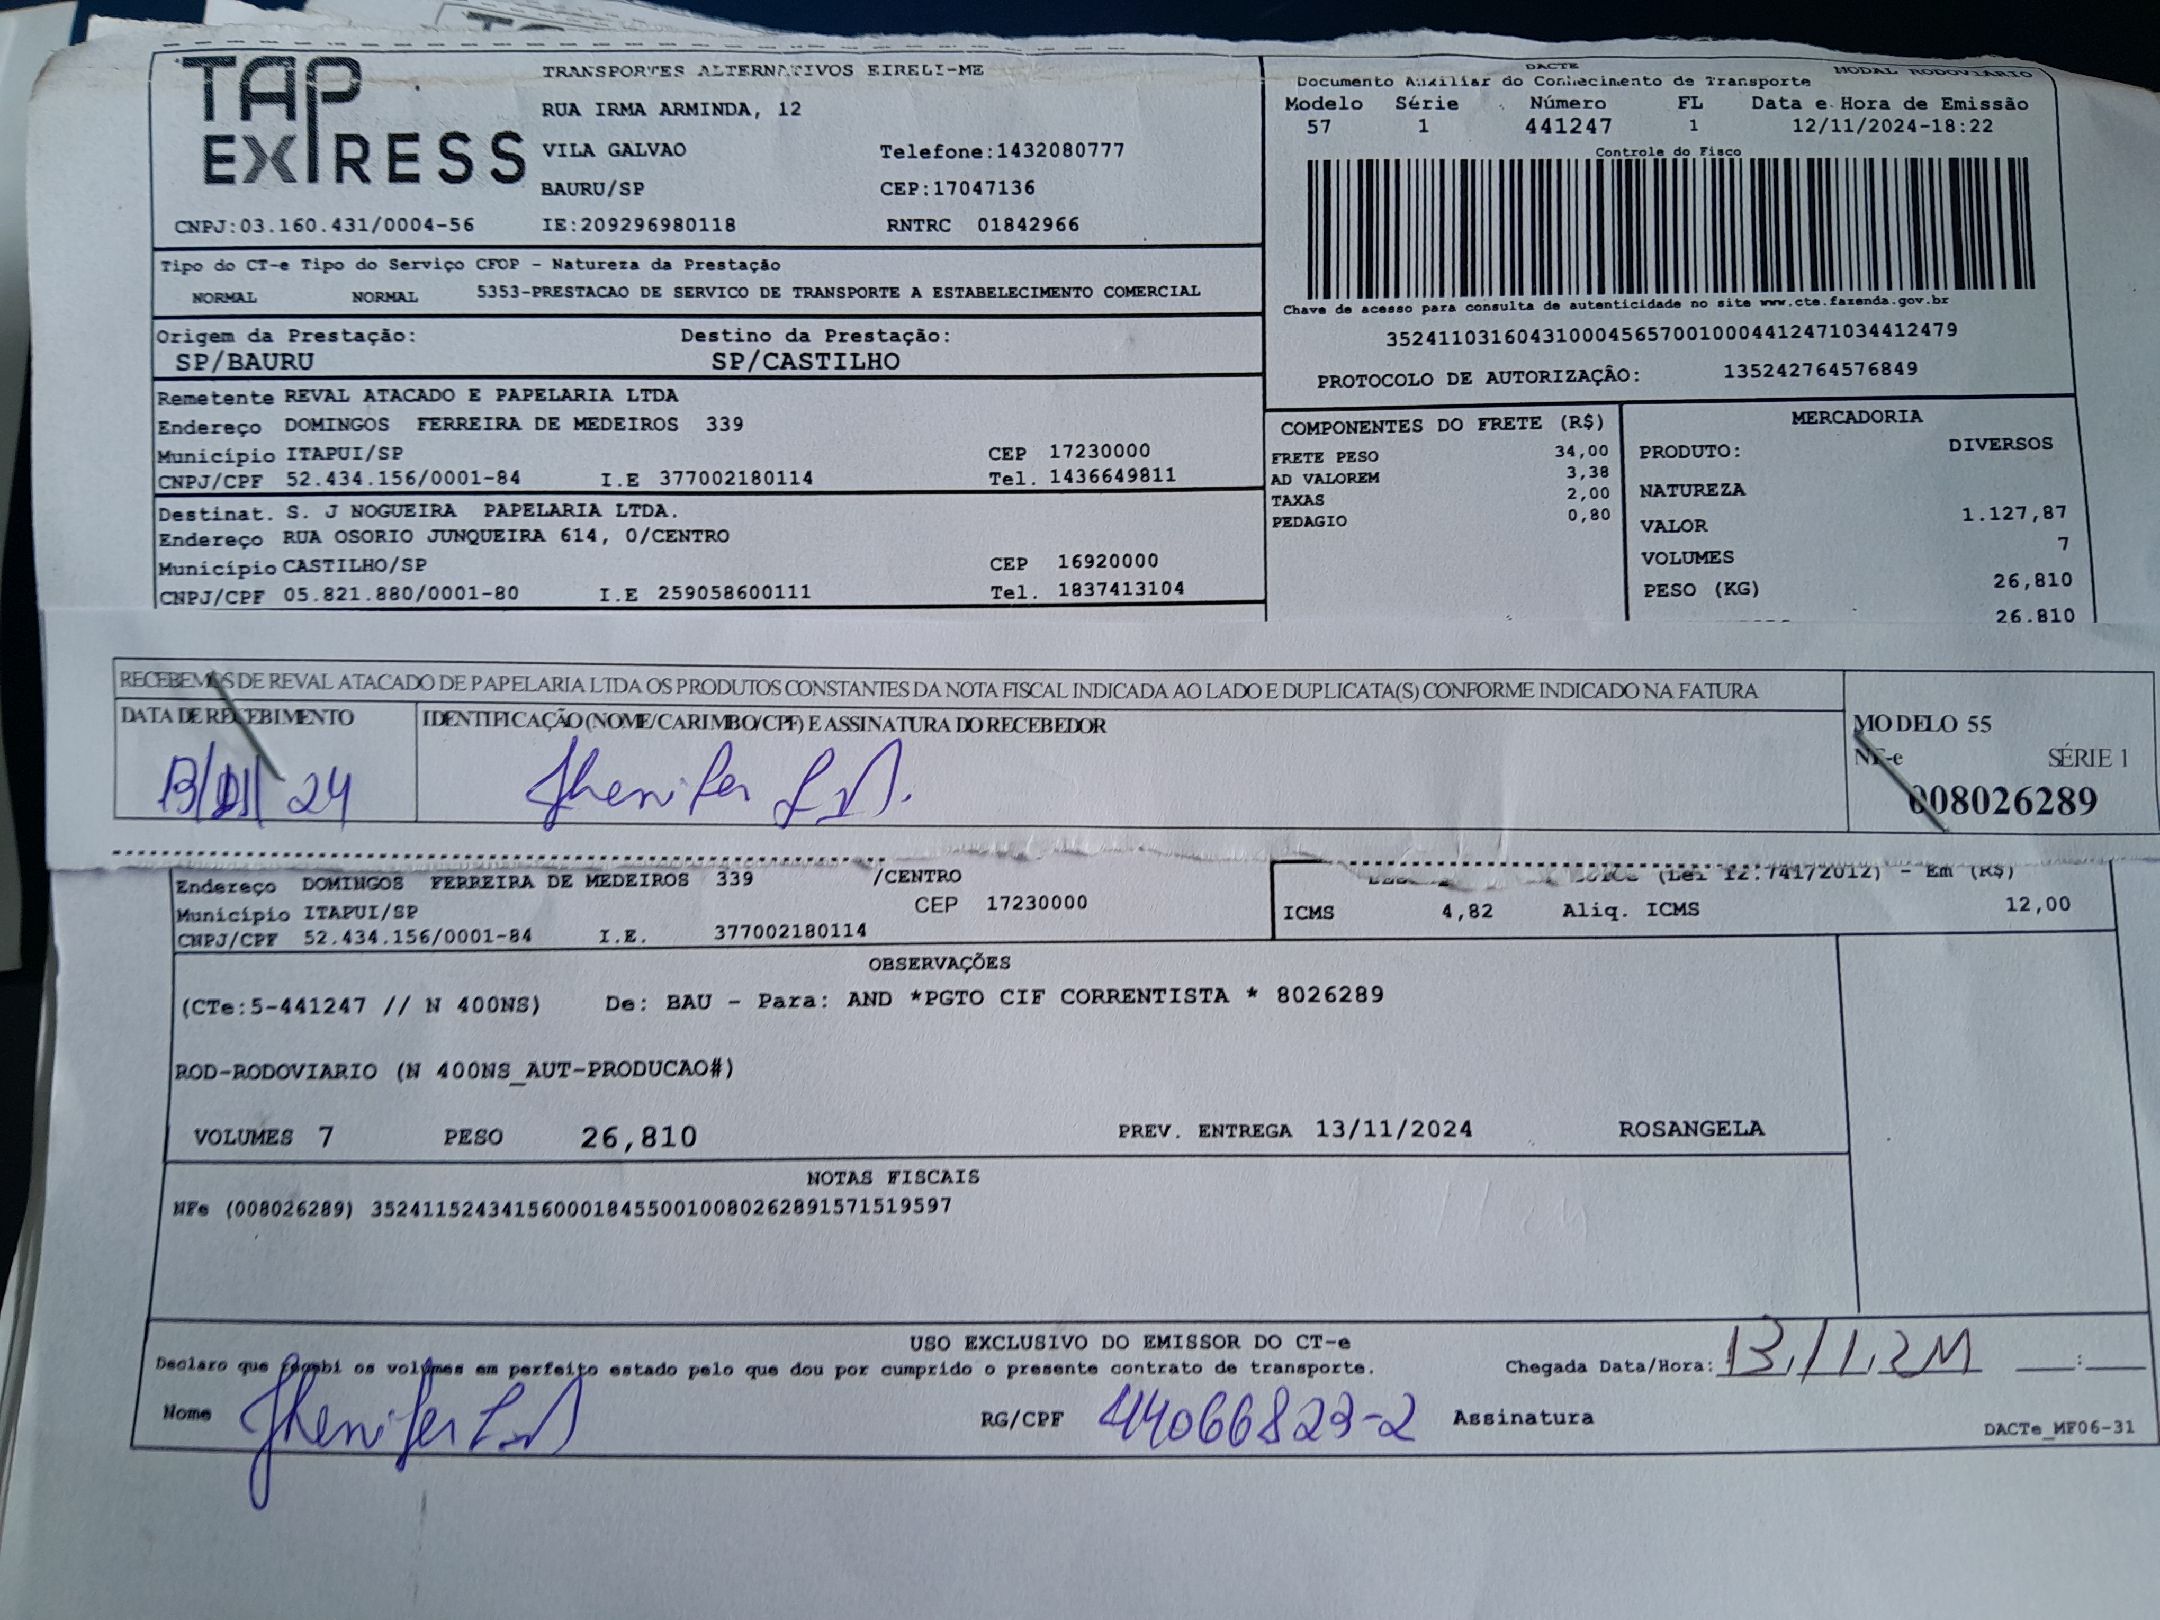 TAP
EXPRESS
TRANSPORTES ALTERNATIVOS EIRELI-ME
RUA IRMA ARMINDA, 12
VILA GALVAO Telefone:1432080777
BAURU/SP CEP:17047136
CNPJ:03.160.431/0004-56 IE:209296980118 RNTRC 01842966
DACTE MODAL RODOVIARIO
Documento Auxiliar do Conhecimento de Transporte
Modelo Série Número FL Data e Hora de Emissão
57 1 441247 1 12/11/2024-18:22
Controle do Fisco
Chave de acesso para consulta de autenticidade no site www.cte.fazenda.gov.br
35241103160431000456570010004412471034412479
PROTOCOLO DE AUTORIZAÇÃO: 135242764576849
Tipo do CT-e Tipo do Serviço CFOP - Natureza da Prestação
NORMAL NORMAL 5353-PRESTACAO DE SERVICO DE TRANSPORTE A ESTABELECIMENTO COMERCIAL
Origem da Prestação: Destino da Prestação:
SP/BAURU SP/CASTILHO
Remetente REVAL ATACADO E PAPELARIA LTDA
Endereço DOMINGOS FERREIRA DE MEDEIROS 339
Município ITAPUI/SP CEP 17230000
CNPJ/CPF 52.434.156/0001-84 I.E 377002180114 Tel. 1436649811
Destinat. S. J NOGUEIRA PAPELARIA LTDA.
Endereço RUA OSORIO JUNQUEIRA 614, 0/CENTRO
Município CASTILHO/SP CEP 16920000
CNPJ/CPF 05.821.880/0001-80 I.E 259058600111 Tel. 1837413104
COMPONENTES DO FRETE (R$)
FRETE PESO 34,00
AD VALOREM 3,38
TAXAS 2,00
PEDAGIO 0,80
MERCADORIA
PRODUTO: DIVERSOS
NATUREZA
VALOR 1.127,87
VOLUMES 7
PESO (KG) 26,810
26.810
RECEBEMOS DE REVAL ATACADO DE PAPELARIA LTDA OS PRODUTOS CONSTANTES DA NOTA FISCAL INDICADA AO LADO E DUPLICATA(S) CONFORME INDICADO NA FATURA
DATA DE RECEBIMENTO IDENTIFICAÇÃO (NOME/CARIMBO/CPF) E ASSINATURA DO RECEBEDOR
13/11/24 Jhenifer L.D.
MODELO 55
NF-e SÉRIE 1
008026289
Endereço DOMINGOS FERREIRA DE MEDEIROS 339 /CENTRO
Município ITAPUI/SP CEP 17230000
CNPJ/CPF 52.434.156/0001-84 I.E. 377002180114
(Lei 12.741/2012) - Em (R$)
ICMS 4,82 Aliq. ICMS 12,00
OBSERVAÇÕES
(CTe:5-441247 // N 400NS) De: BAU - Para: AND *PGTO CIF CORRENTISTA * 8026289
ROD-RODOVIARIO (N 400NS_AUT-PRODUCAO#)
VOLUMES 7 PESO 26,810 PREV. ENTREGA 13/11/2024 ROSANGELA
NOTAS FISCAIS
NFe (008026289) 35241152434156000184550010080262891571519597
USO EXCLUSIVO DO EMISSOR DO CT-e
Declaro que recebi os volumes em perfeito estado pelo que dou por cumprido o presente contrato de transporte. Chegada Data/Hora: 13/11/24 __:__
Nome Jhenifer L.D RG/CPF 44066823-2 Assinatura
DACTe_MF06-31